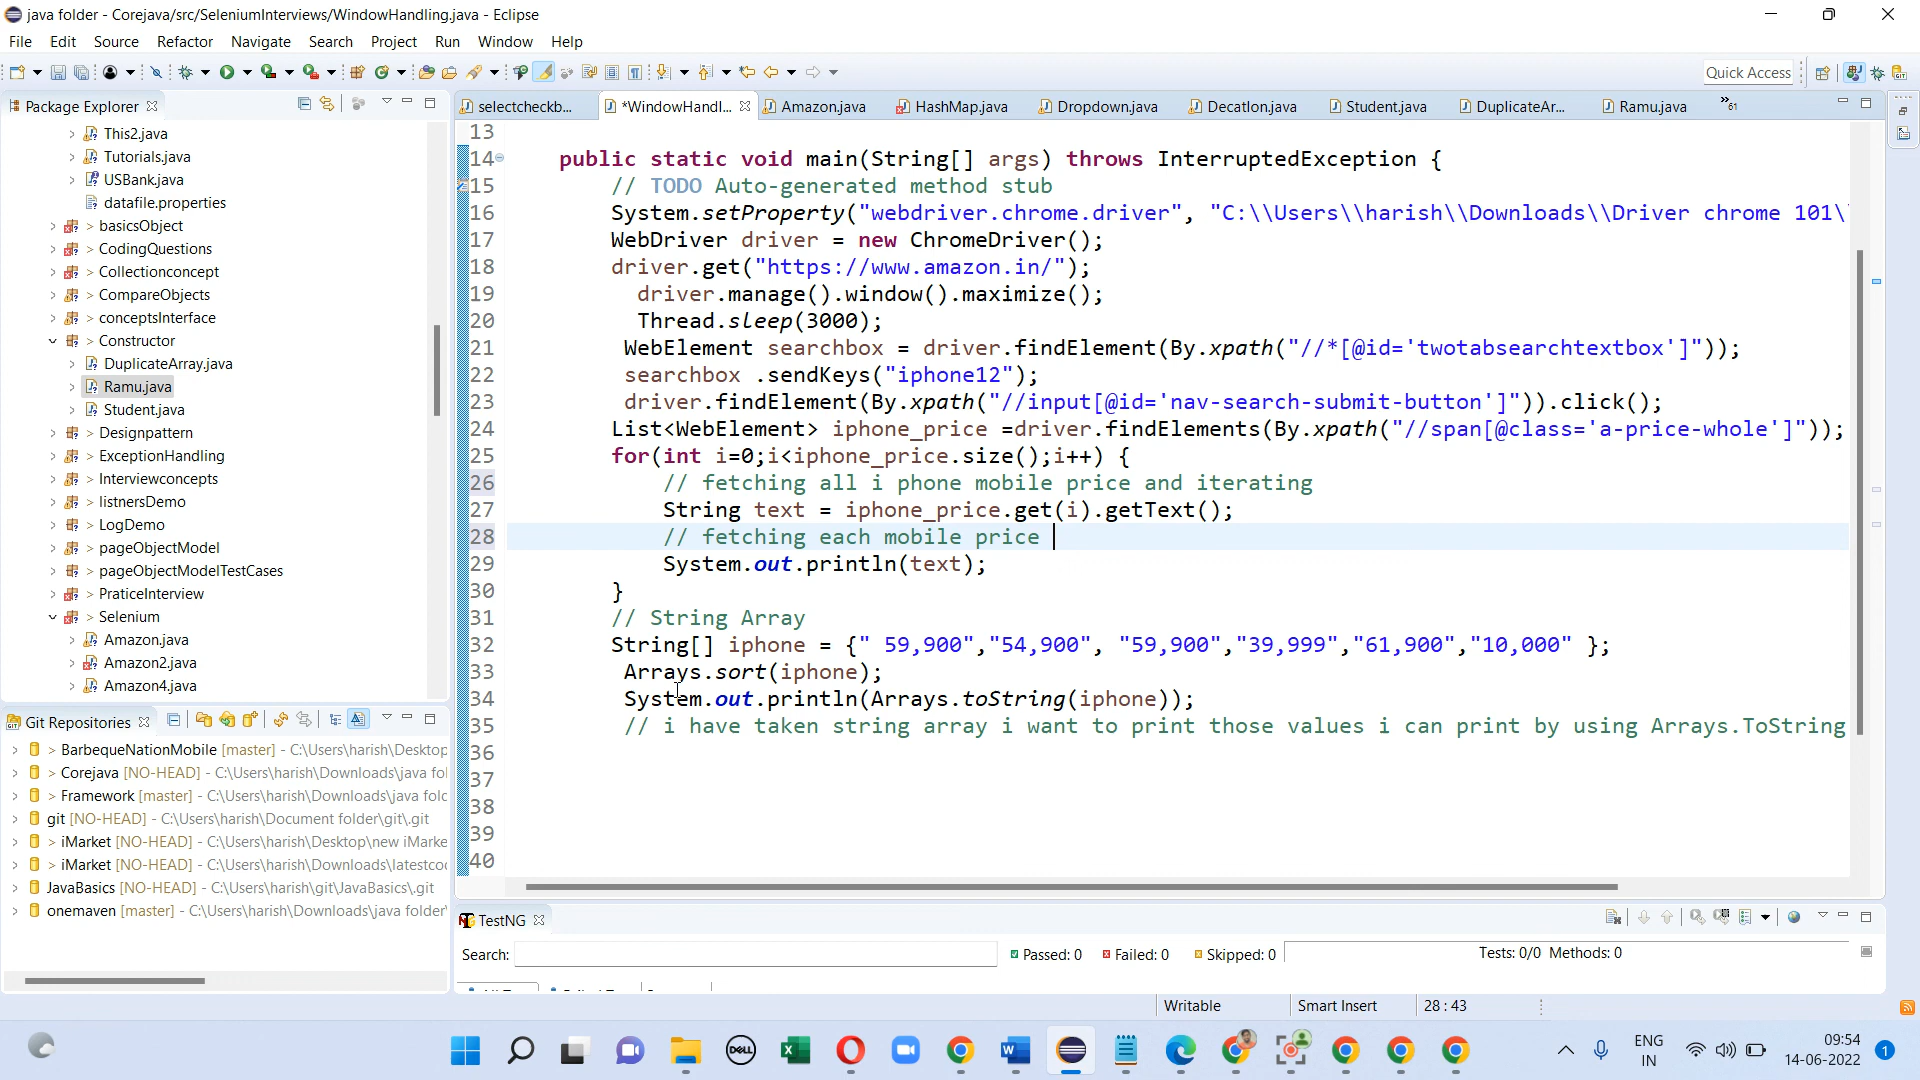 java folder - Corejava/src/SeleniumInterviews/WindowHandling.java - Eclipse
File Edit Source Refactor Navigate Search Project Run Window Help
Quick Access
Package Explorer
This2.java
Tutorials.java
USBank.java
datafile.properties
> basicsObject
> CodingQuestions
> Collectionconcept
> CompareObjects
> conceptsInterface
> Constructor
DuplicateArray.java
Ramu.java
Student.java
> Designpattern
> ExceptionHandling
> Interviewconcepts
> listnersDemo
> LogDemo
> pageObjectModel
> pageObjectModelTestCases
> PraticeInterview
> Selenium
Amazon.java
Amazon2.java
Amazon4.java
Git Repositories
> BarbequeNationMobile [master] - C:\Users\harish\Desktop
> Corejava [NO-HEAD] - C:\Users\harish\Downloads\java fol
> Framework [master] - C:\Users\harish\Downloads\java folc
git [NO-HEAD] - C:\Users\harish\Document folder\git\.git
> iMarket [NO-HEAD] - C:\Users\harish\Desktop\new iMarke
> iMarket [NO-HEAD] - C:\Users\harish\Downloads\latestcoc
JavaBasics [NO-HEAD] - C:\Users\harish\git\JavaBasics\.git
onemaven [master] - C:\Users\harish\Downloads\java folder\
selectcheckb... *WindowHandl... Amazon.java HashMap.java Dropdown.java Decatlon.java Student.java DuplicateAr... Ramu.java »61
13
14 public static void main(String[] args) throws InterruptedException {
15 // TODO Auto-generated method stub
16 System.setProperty("webdriver.chrome.driver", "C:\\Users\\harish\\Downloads\\Driver chrome 101\
17 WebDriver driver = new ChromeDriver();
18 driver.get("https://www.amazon.in/");
19 driver.manage().window().maximize();
20 Thread.sleep(3000);
21 WebElement searchbox = driver.findElement(By.xpath("//*[@id='twotabsearchtextbox']"));
22 searchbox .sendKeys("iphone12");
23 driver.findElement(By.xpath("//input[@id='nav-search-submit-button']")).click();
24 List<WebElement> iphone_price =driver.findElements(By.xpath("//span[@class='a-price-whole']"));
25 for(int i=0;i<iphone_price.size();i++) {
26 // fetching all i phone mobile price and iterating
27 String text = iphone_price.get(i).getText();
28 // fetching each mobile price
29 System.out.println(text);
30 }
31 // String Array
32 String[] iphone = {" 59,900","54,900", "59,900","39,999","61,900","10,000" };
33 Arrays.sort(iphone);
34 System.out.println(Arrays.toString(iphone));
35 // i have taken string array i want to print those values i can print by using Arrays.ToString
36
37
38
39
40
TestNG
Search: Passed: 0 Failed: 0 Skipped: 0 Tests: 0/0 Methods: 0
Writable Smart Insert 28 : 43
DELL
ENG
IN
09:54
14-06-2022
1